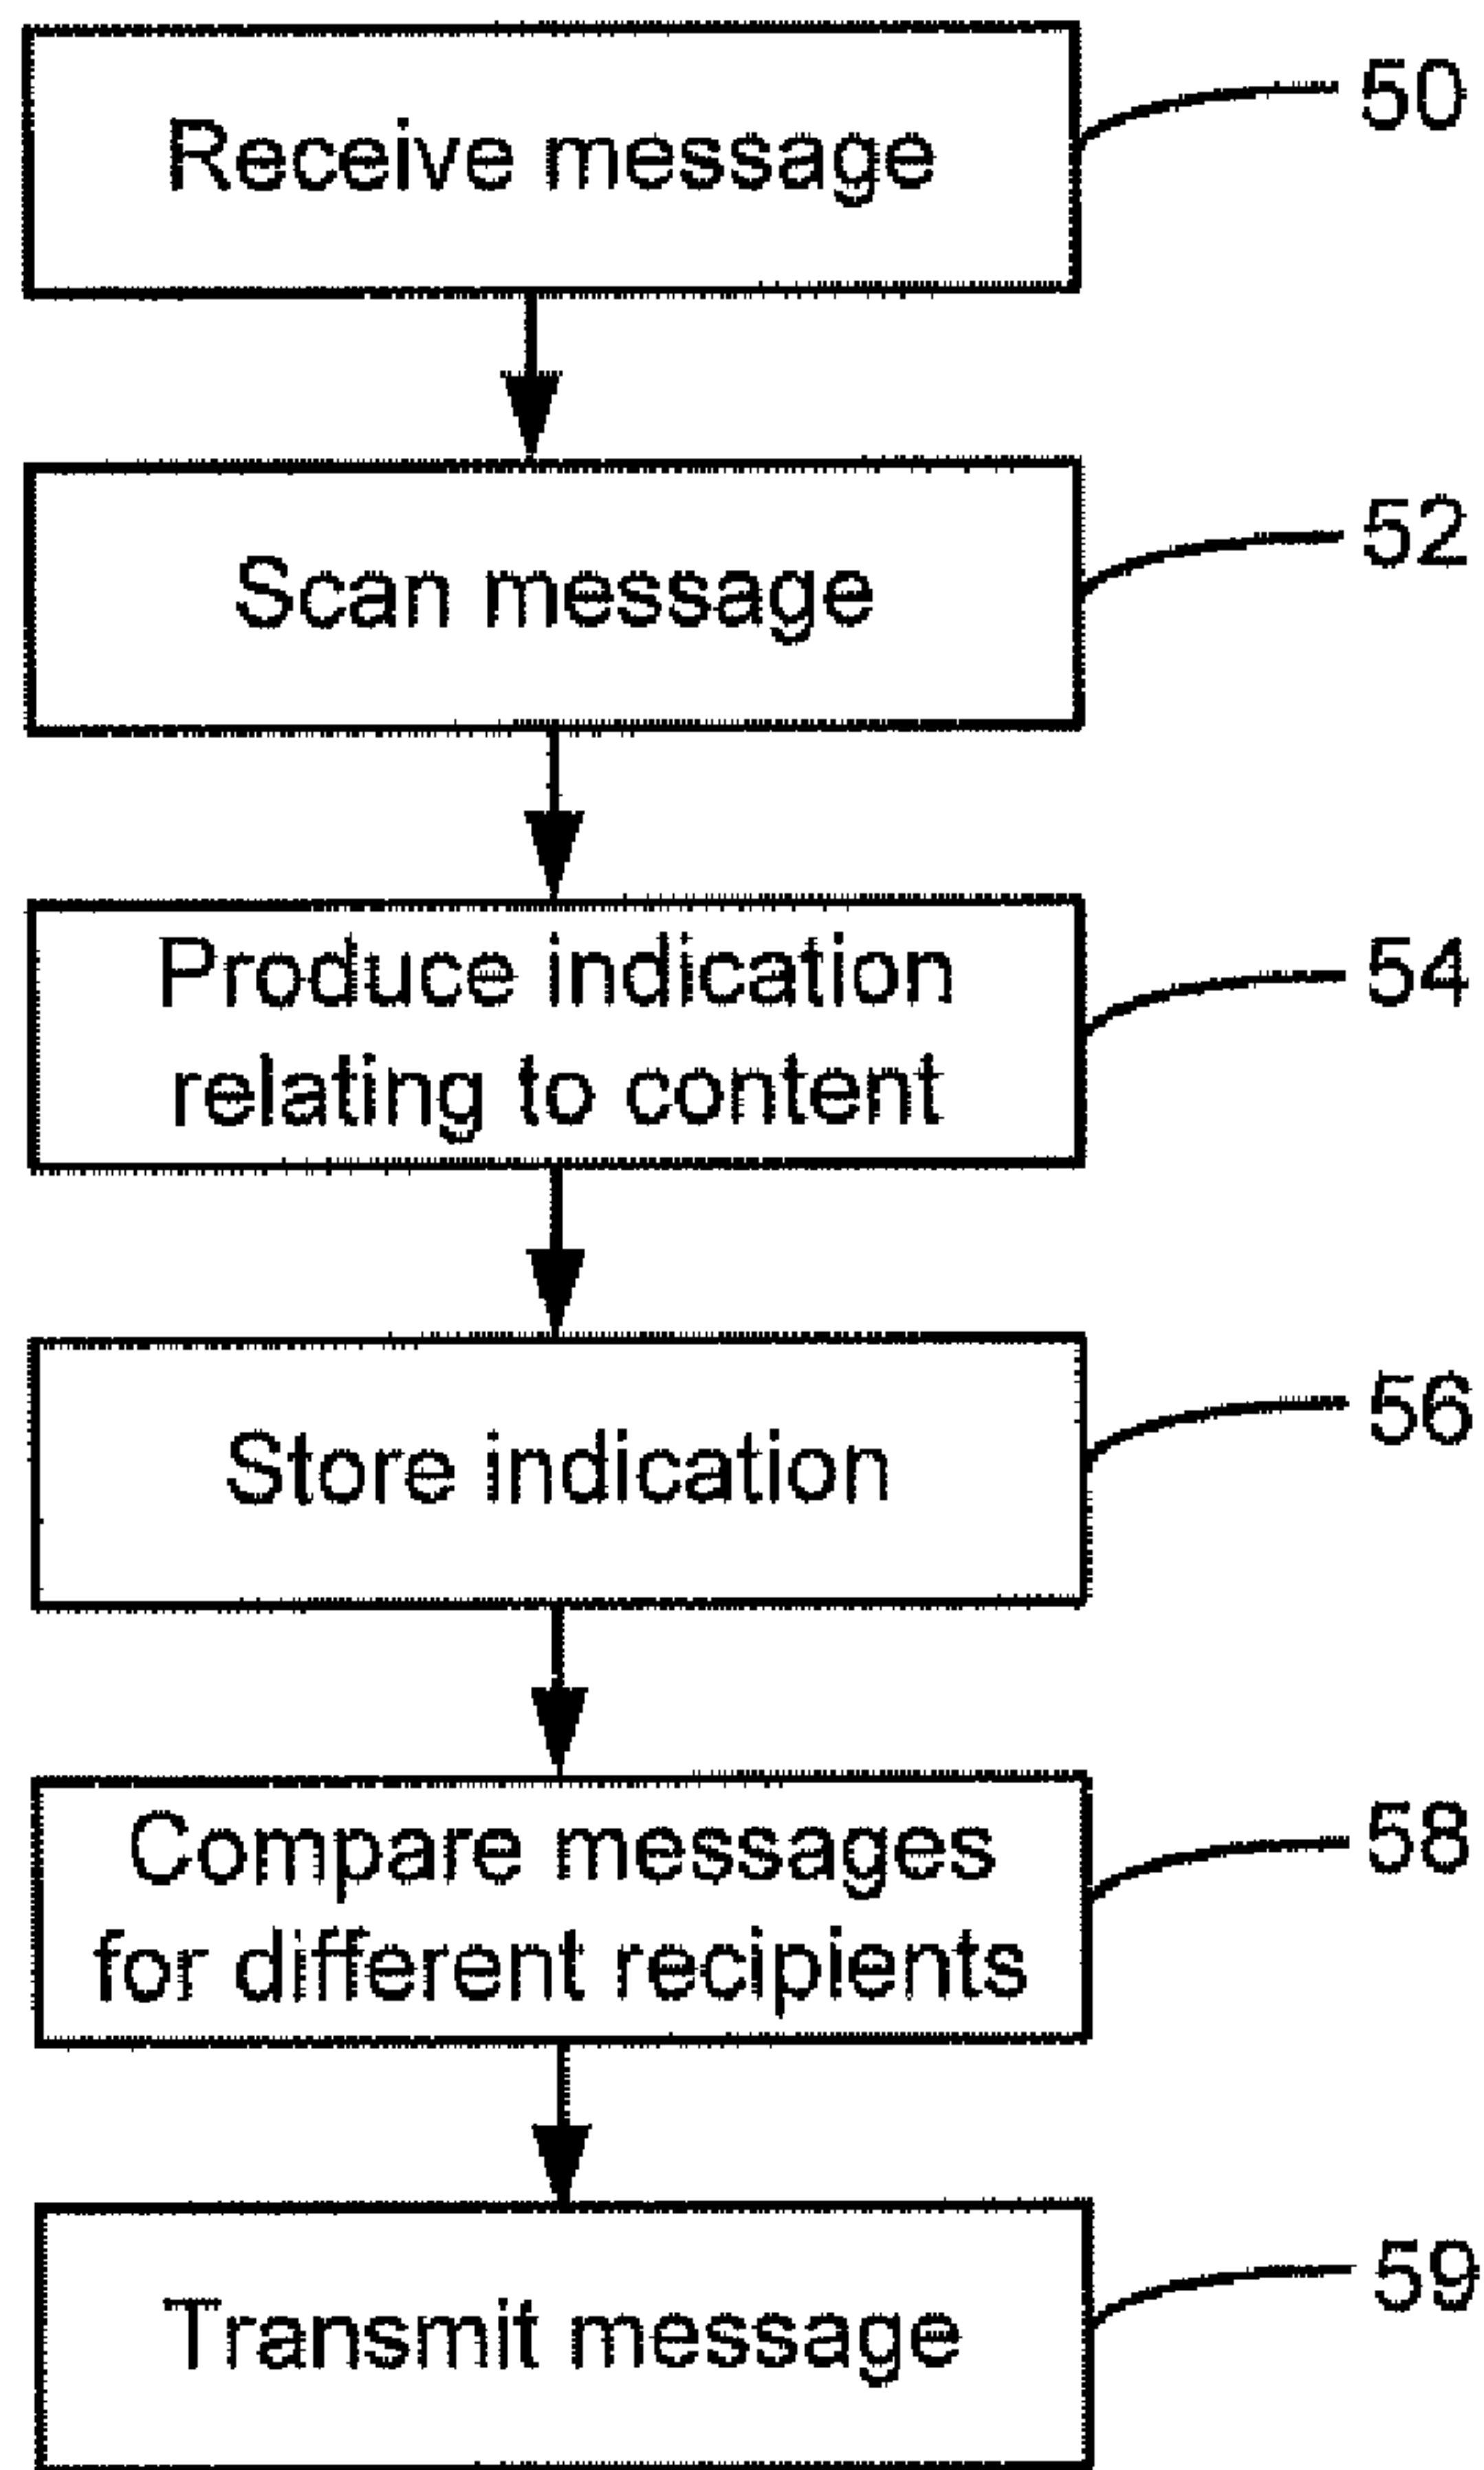 Receive message
50
Scan message
52
Produce indication
relating to content
54
Store indication
56
Compare messages
for different recipients
58
Transmit message
59